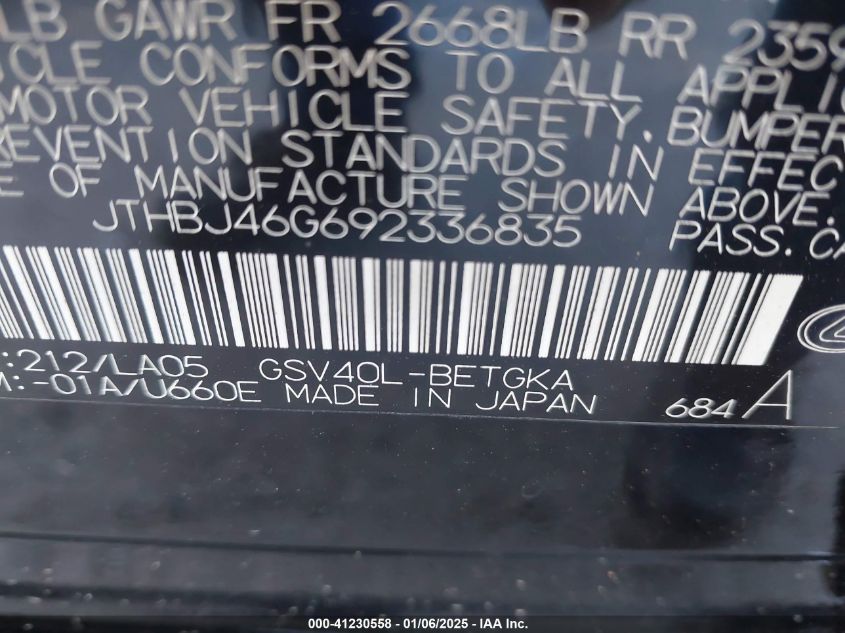 LB GAWR FR 2668LB RR 2359
CLE CONFORMS TO ALL APPLIC
MOTOR VEHICLE SAFETY, BUMPER
REVENTION STANDARDS IN EFFEC
E OF MANUFACTURE SHOWN ABOVE.
JTHBJ46G692336835 PASS. CA
:212/LA05 GSV40L-BETGKA
M:-01A/U660E MADE IN JAPAN 684A
000-41230558 - 01/06/2025 - IAA Inc.